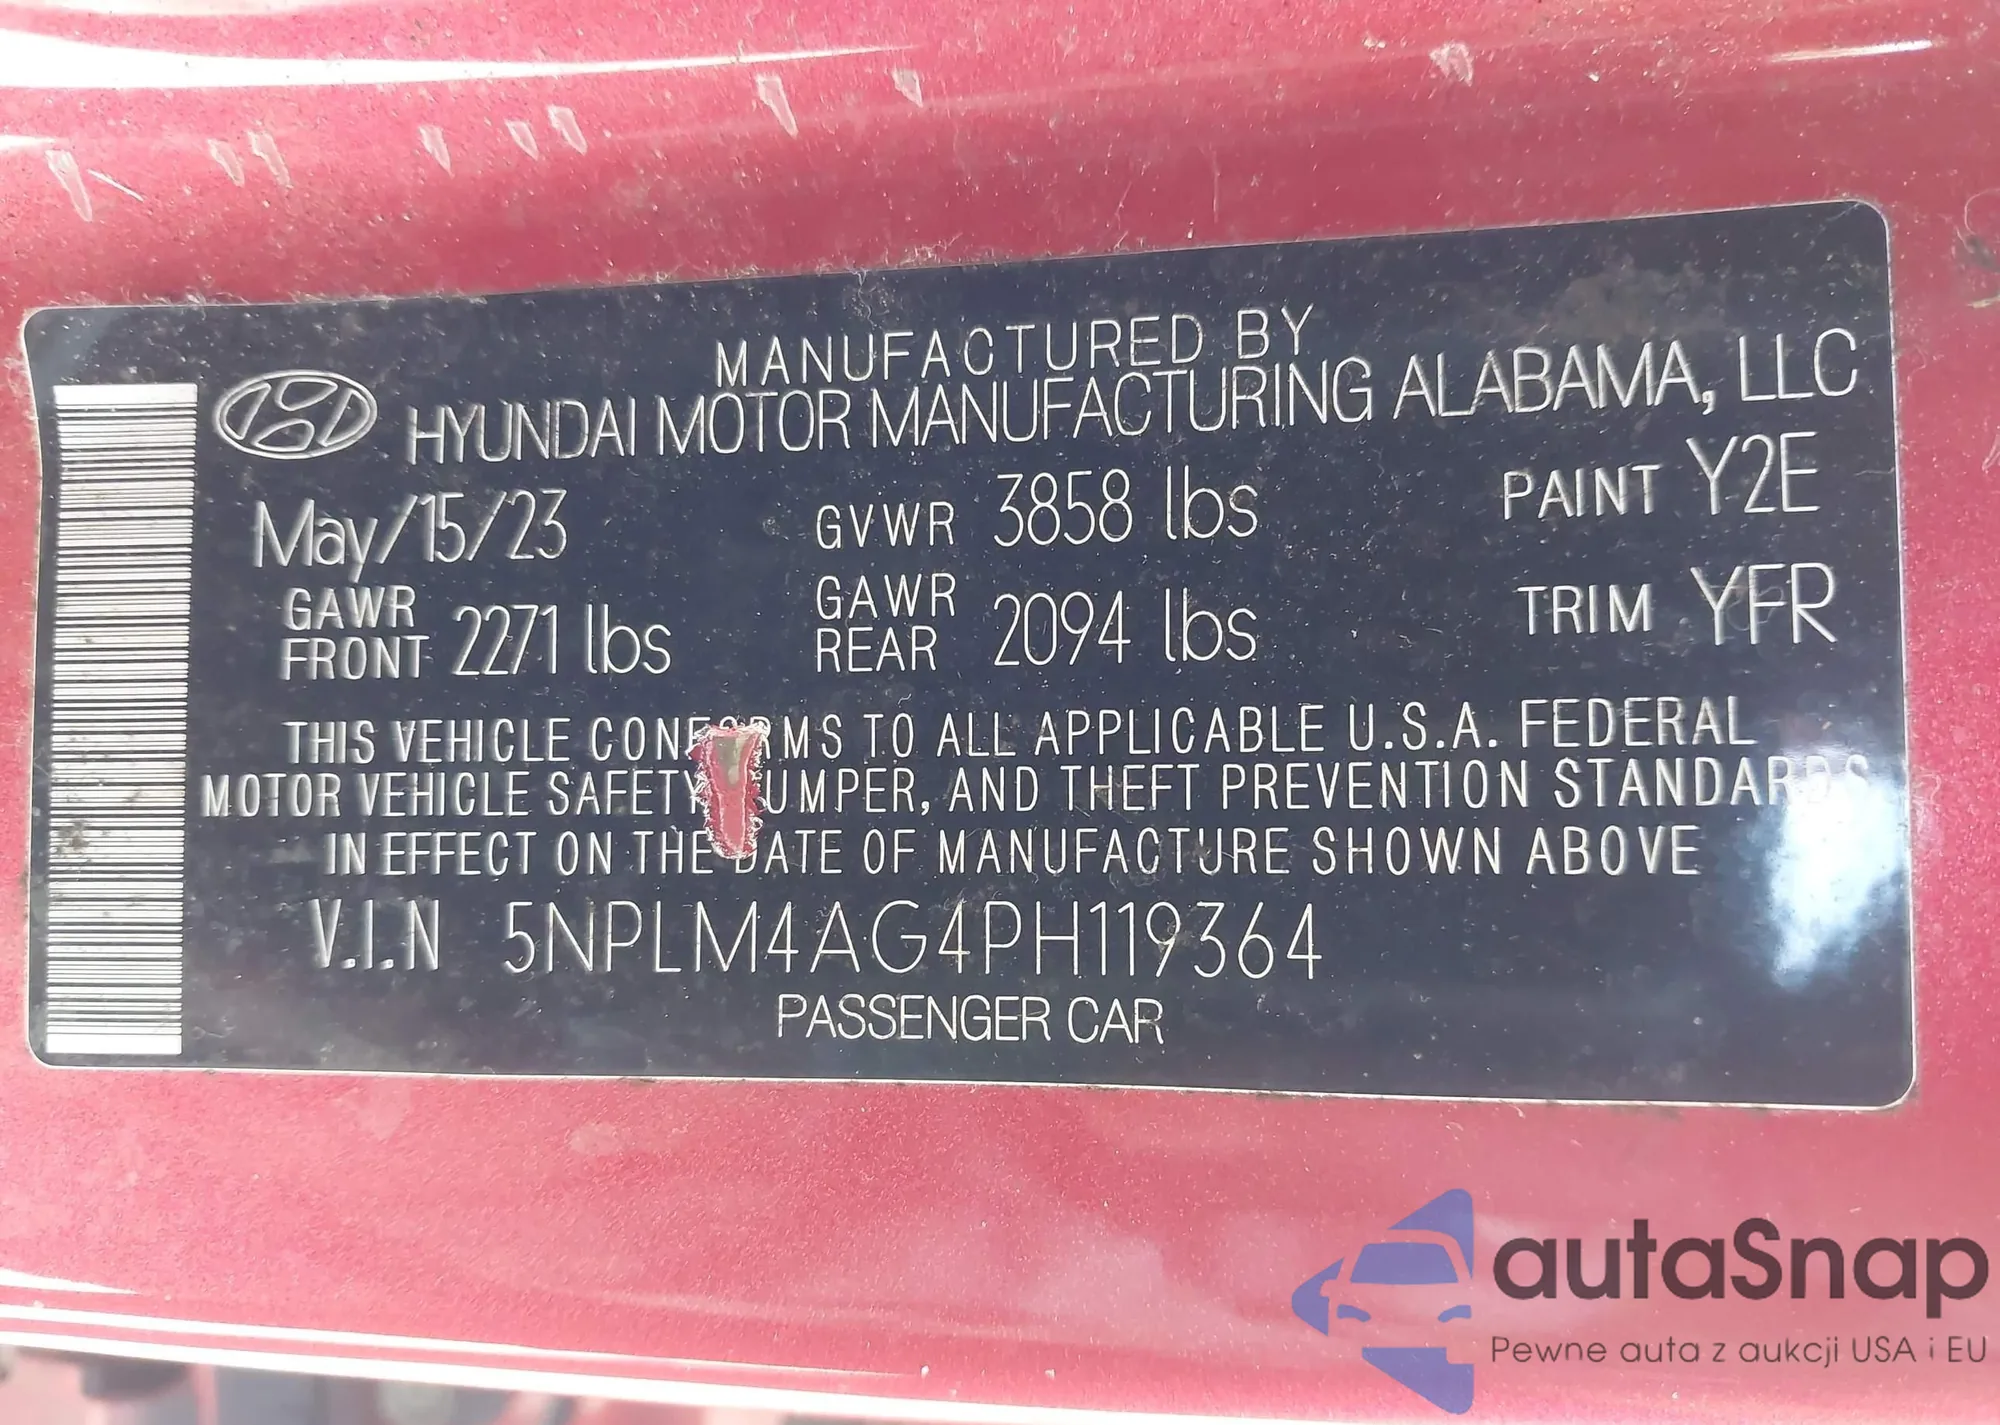 MANUFACTURED BY
HYUNDAI MOTOR MANUFACTURING ALABAMA, LLC
May/15/23 GVWR 3858 lbs PAINT Y2E
GAWR FRONT 2271 lbs GAWR REAR 2094 lbs TRIM YFR
THIS VEHICLE CONFORMS TO ALL APPLICABLE U.S.A. FEDERAL
MOTOR VEHICLE SAFETY UMPER, AND THEFT PREVENTION STANDARDS
IN EFFECT ON THE DATE OF MANUFACTURE SHOWN ABOVE
V.I.N 5NPLM4AG4PH119364
PASSENGER CAR
autaSnap
Pewne auta z aukcji USA i EU